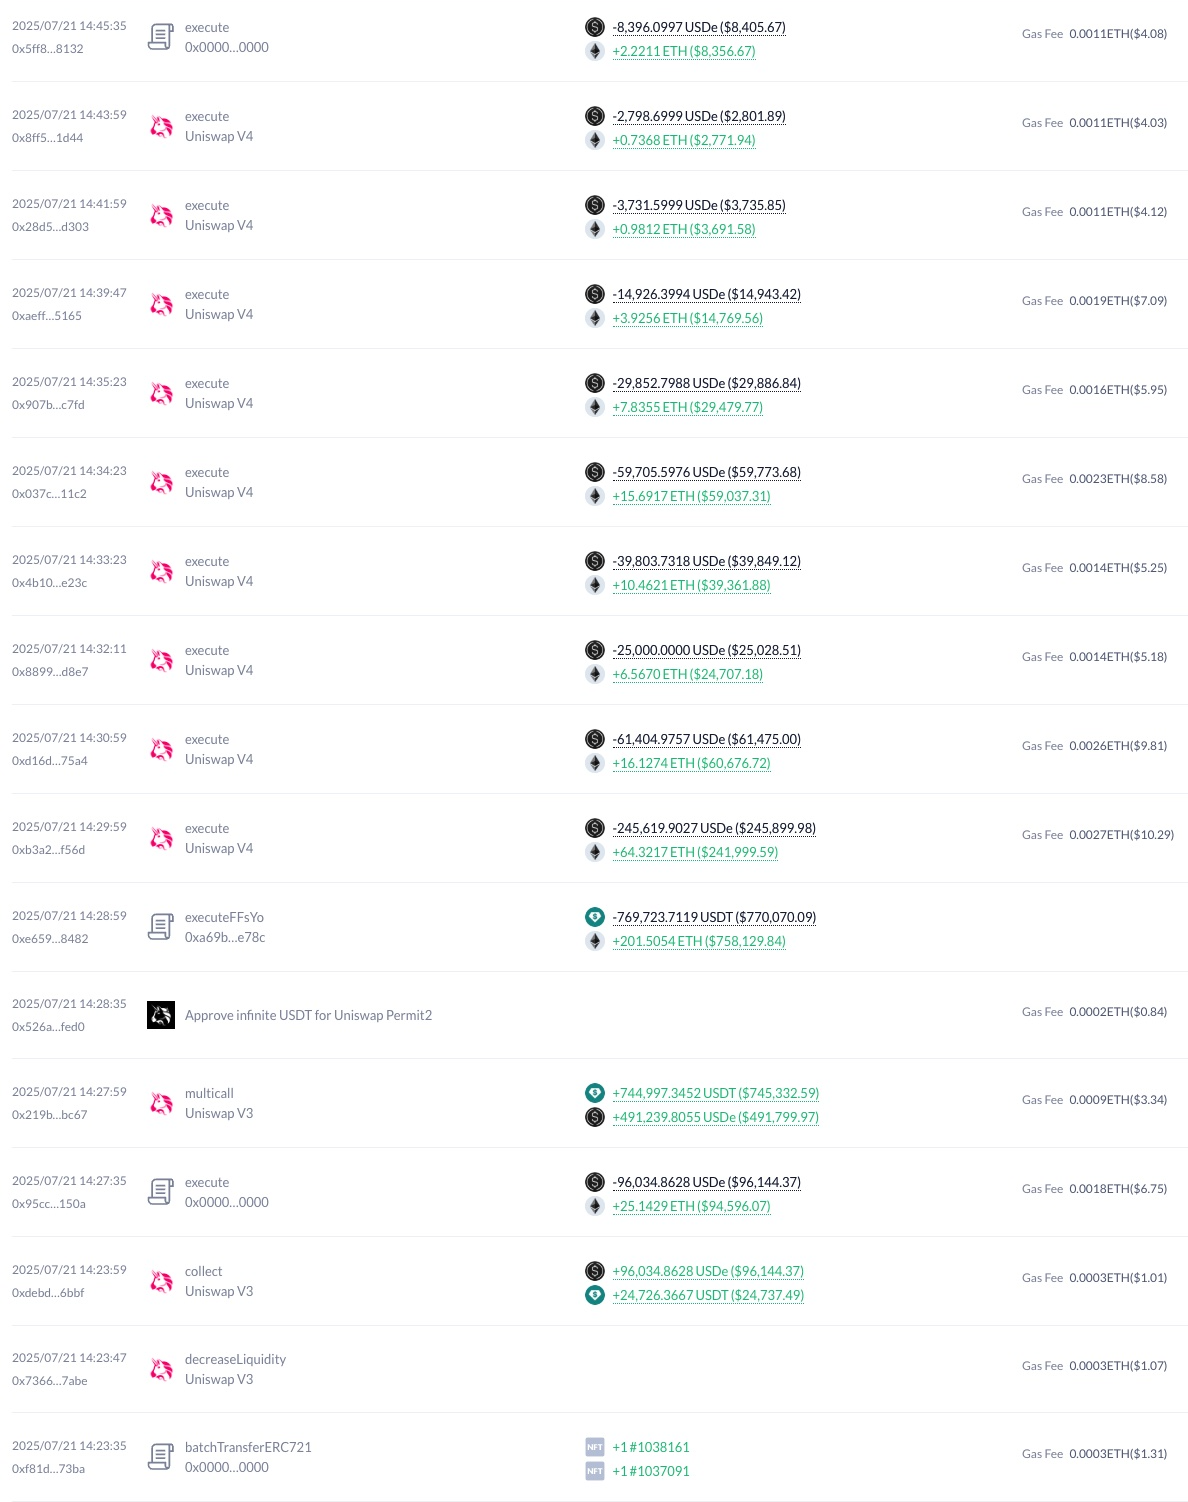 2025/07/21 14:45:35
0x5ff8...8132
execute
0x0000...0000
-8,396.0997 USDe ($8,405.67)
+2.2211 ETH ($8,356.67)
Gas Fee 0.0011ETH($4.08)
2025/07/21 14:43:59
0x8ff5...1d44
execute
Uniswap V4
-2,798.6999 USDe ($2,801.89)
+0.7368 ETH ($2,771.94)
Gas Fee 0.0011ETH($4.03)
2025/07/21 14:41:59
0x28d5...d303
execute
Uniswap V4
-3,731.5999 USDe ($3,735.85)
+0.9812 ETH ($3,691.58)
Gas Fee 0.0011ETH($4.12)
2025/07/21 14:39:47
0xaeff...5165
execute
Uniswap V4
-14,926.3994 USDe ($14,943.42)
+3.9256 ETH ($14,769.56)
Gas Fee 0.0019ETH($7.09)
2025/07/21 14:35:23
0x907b...c7fd
execute
Uniswap V4
-29,852.7988 USDe ($29,886.84)
+7.8355 ETH ($29,479.77)
Gas Fee 0.0016ETH($5.95)
2025/07/21 14:34:23
0x037c...11c2
execute
Uniswap V4
-59,705.5976 USDe ($59,773.68)
+15.6917 ETH ($59,037.31)
Gas Fee 0.0023ETH($8.58)
2025/07/21 14:33:23
0x4b10...e23c
execute
Uniswap V4
-39,803.7318 USDe ($39,849.12)
+10.4621 ETH ($39,361.88)
Gas Fee 0.0014ETH($5.25)
2025/07/21 14:32:11
0x8899...d8e7
execute
Uniswap V4
-25,000.0000 USDe ($25,028.51)
+6.5670 ETH ($24,707.18)
Gas Fee 0.0014ETH($5.18)
2025/07/21 14:30:59
0xd16d...75a4
execute
Uniswap V4
-61,404.9757 USDe ($61,475.00)
+16.1274 ETH ($60,676.72)
Gas Fee 0.0026ETH($9.81)
2025/07/21 14:29:59
0xb3a2...f56d
execute
Uniswap V4
-245,619.9027 USDe ($245,899.98)
+64.3217 ETH ($241,999.59)
Gas Fee 0.0027ETH($10.29)
2025/07/21 14:28:59
0xe659...8482
executeFFsYo
0xa69b...e78c
-769,723.7119 USDT ($770,070.09)
+201.5054 ETH ($758,129.84)
2025/07/21 14:28:35
0x526a...fed0
Approve infinite USDT for Uniswap Permit2
Gas Fee 0.0002ETH($0.84)
2025/07/21 14:27:59
0x219b...bc67
multicall
Uniswap V3
+744,997.3452 USDT ($745,332.59)
+491,239.8055 USDe ($491,799.97)
Gas Fee 0.0009ETH($3.34)
2025/07/21 14:27:35
0x95cc...150a
execute
0x0000...0000
-96,034.8628 USDe ($96,144.37)
+25.1429 ETH ($94,596.07)
Gas Fee 0.0018ETH($6.75)
2025/07/21 14:23:59
0xdebd...6bbf
collect
Uniswap V3
+96,034.8628 USDe ($96,144.37)
+24,726.3667 USDT ($24,737.49)
Gas Fee 0.0003ETH($1.01)
2025/07/21 14:23:47
0x7366...7abe
decreaseLiquidity
Uniswap V3
Gas Fee 0.0003ETH($1.07)
2025/07/21 14:23:35
0xf81d...73ba
batchTransferERC721
0x0000...0000
NFT +1 #1038161
NFT +1 #1037091
Gas Fee 0.0003ETH($1.31)